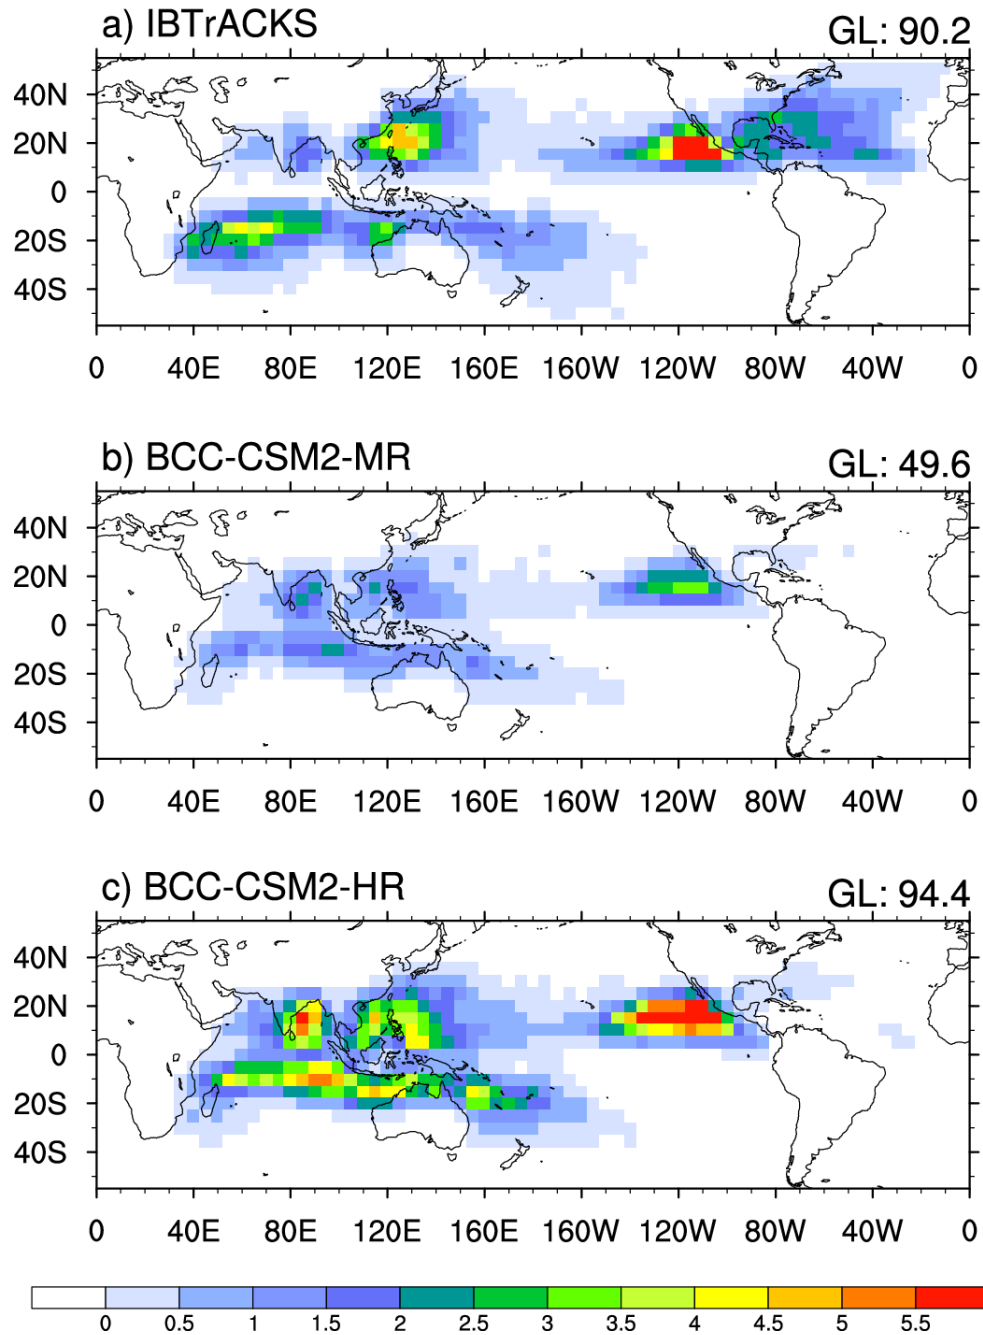 a) IBTrACKS GL: 90.2
40N
20N
0
20S
40S
0 40E 80E 120E 160E 160W 120W 80W 40W 0
b) BCC-CSM2-MR GL: 49.6
40N
20N
0
20S
40S
0 40E 80E 120E 160E 160W 120W 80W 40W 0
c) BCC-CSM2-HR GL: 94.4
40N
20N
0
20S
40S
0 40E 80E 120E 160E 160W 120W 80W 40W 0
0 0.5 1 1.5 2 2.5 3 3.5 4 4.5 5 5.5